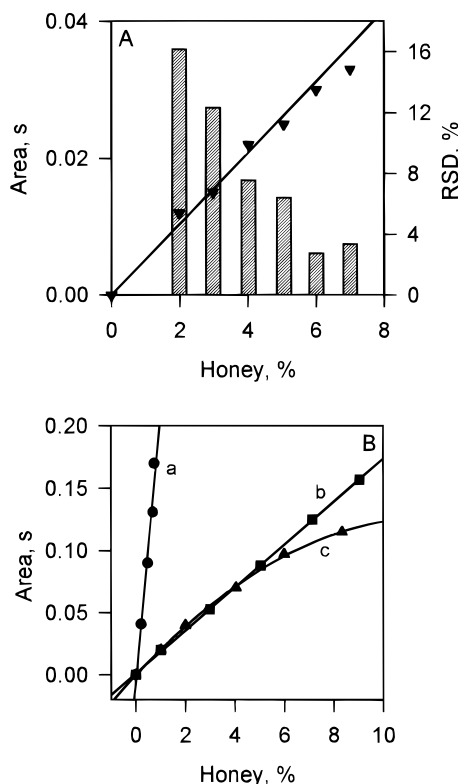 A
0.04
0.02
0.00
Area, s
16
12
8
4
0
RSD, %
0 2 4 6 8
Honey, %
B
0.20
0.15
0.10
0.05
0.00
Area, s
a
b
c
0 2 4 6 8 10
Honey, %